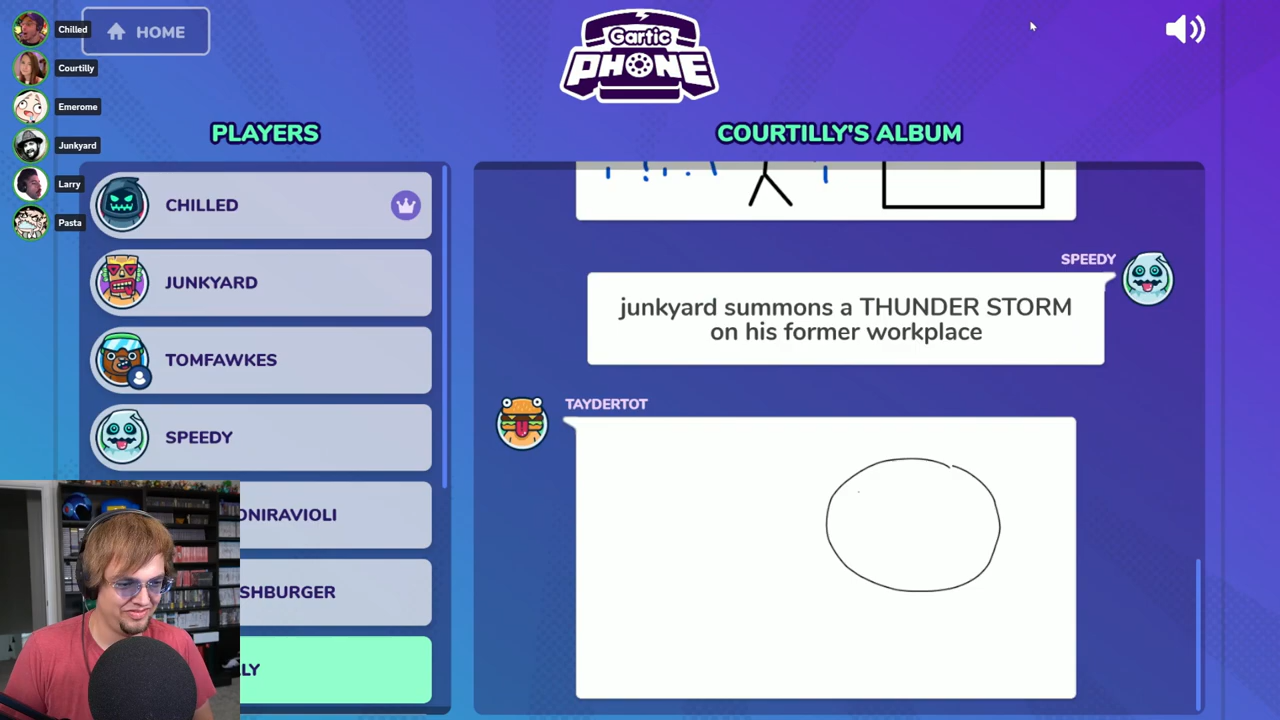 Chilled
HOME
Gartic
PHONE
Courtilly
Emerome
Junkyard
Larry
Pasta
PLAYERS
CHILLED
JUNKYARD
TOMFAWKES
SPEEDY
ONIRAVIOLI
SHBURGER
LY
COURTILLY'S ALBUM
SPEEDY
junkyard summons a THUNDER STORM
on his former workplace
TAYDERTOT